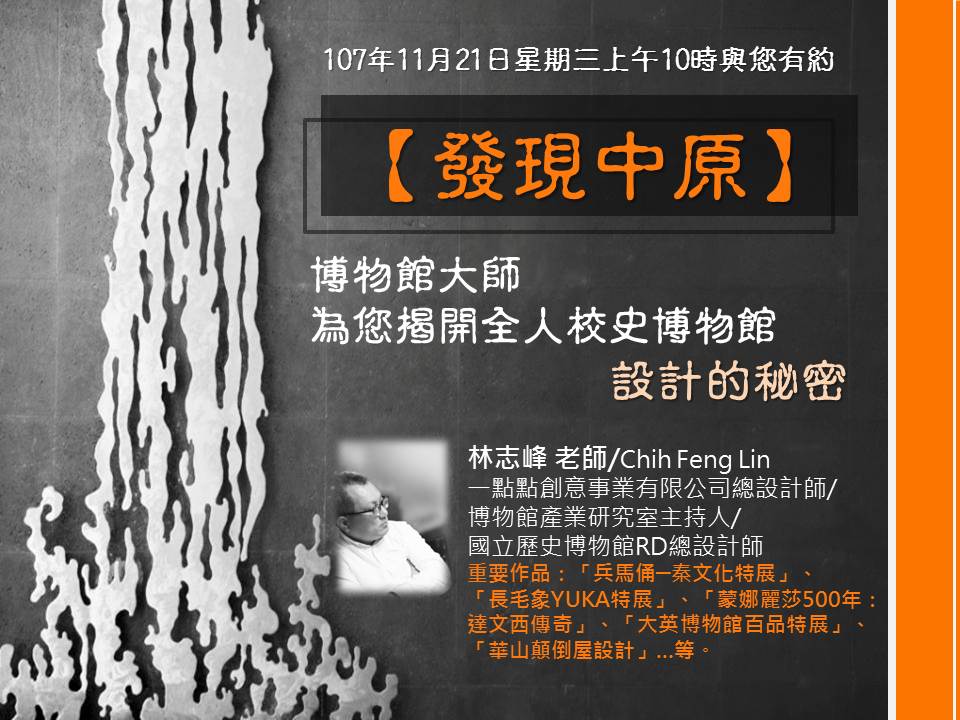 107年11月21日星期三上午10時與您有約
【發現中原】
博物館大師
為您揭開全人校史博物館
設計的秘密
林志峰 老師/Chih Feng Lin
一點點創意事業有限公司總設計師/
博物館產業研究室主持人/
國立歷史博物館RD總設計師
重要作品：「兵馬俑─秦文化特展」、
「長毛象YUKA特展」、「蒙娜麗莎500年：
達文西傳奇」、「大英博物館百品特展」、
「華山顛倒屋設計」…等。